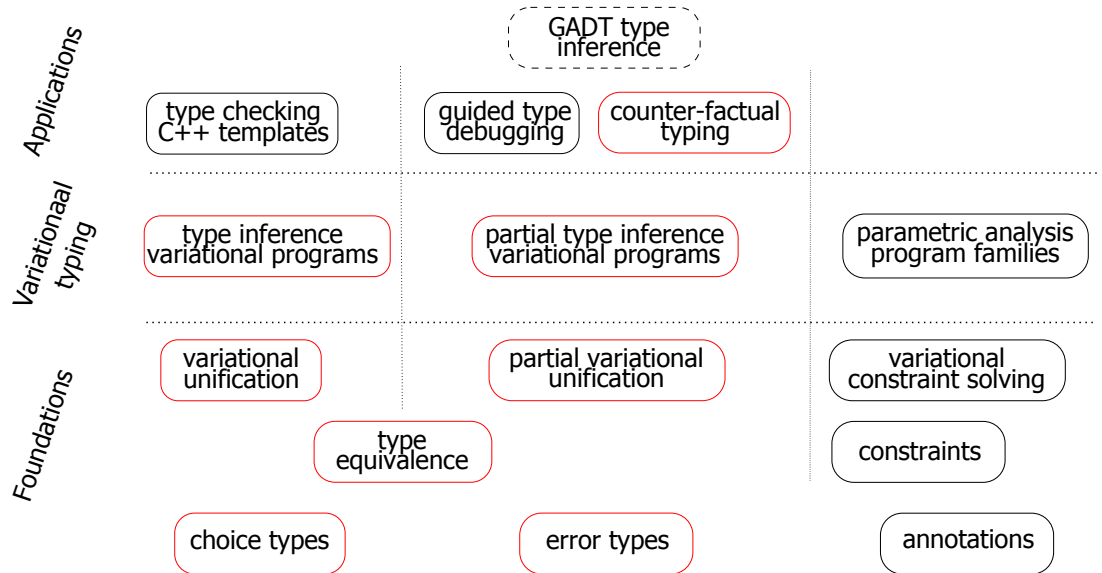 GADT type
inference
Applications
type checking
C++ templates
guided type
debugging
counter-factual
typing
Variationaal
typing
type inference
variational programs
partial type inference
variational programs
parametric analysis
program families
Foundations
variational
unification
partial variational
unification
variational
constraint solving
type
equivalence
constraints
choice types
error types
annotations